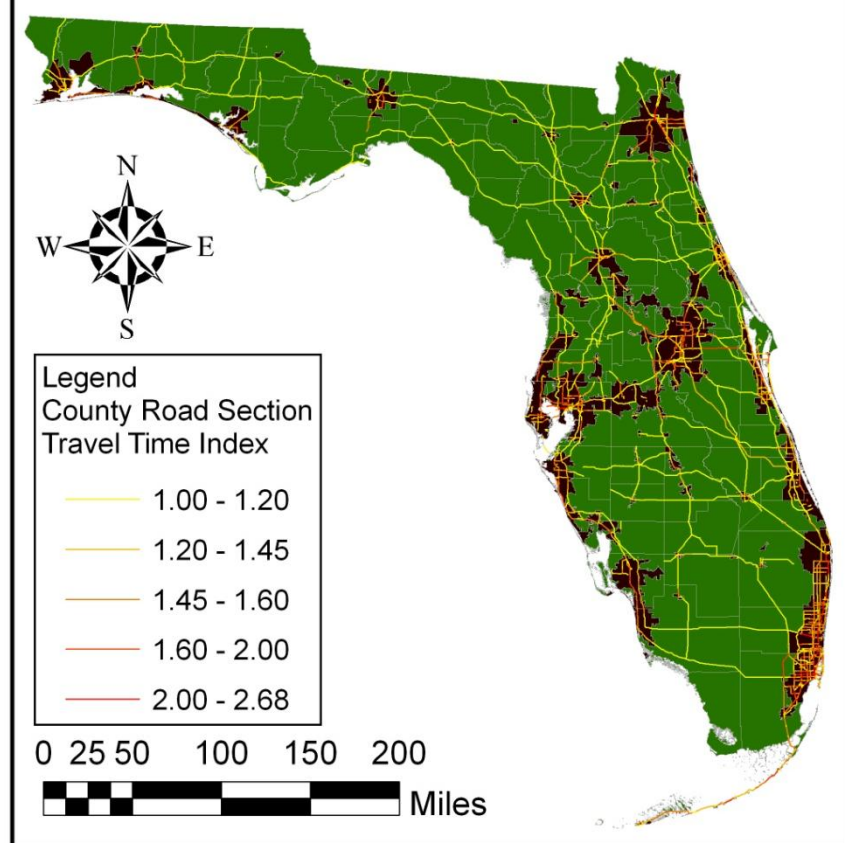 N
W E
S
Legend
County Road Section
Travel Time Index
1.00 - 1.20
1.20 - 1.45
1.45 - 1.60
1.60 - 2.00
2.00 - 2.68
0 25 50 100 150 200
Miles